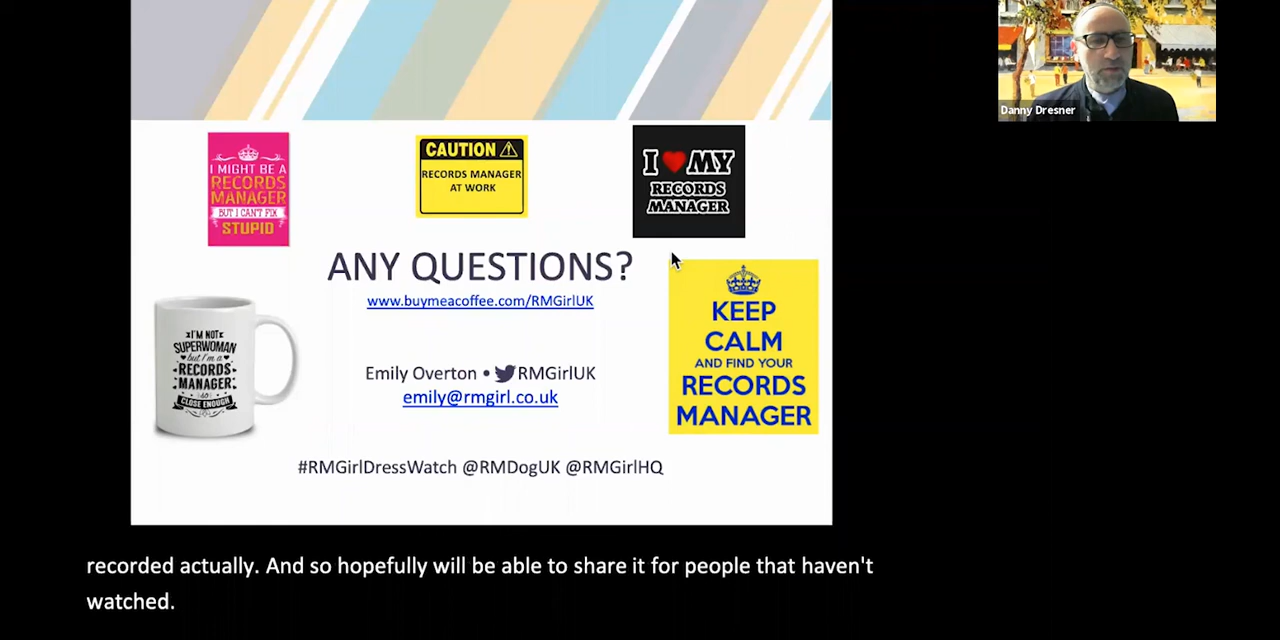 Danny Dresner
I MIGHT BE A
RECORDS
MANAGER
BUT I CAN'T FIX
STUPID
CAUTION
RECORDS MANAGER
AT WORK
I MY
RECORDS
MANAGER
ANY QUESTIONS?
www.buymeacoffee.com/RMGirlUK
I'M NOT
SUPERWOMAN
but I'm a
RECORDS
MANAGER
SO
CLOSE ENOUGH
Emily Overton • RMGirlUK
emily@rmgirl.co.uk
KEEP
CALM
AND FIND YOUR
RECORDS
MANAGER
#RMGirlDressWatch @RMDogUK @RMGirlHQ
recorded actually. And so hopefully will be able to share it for people that haven't
watched.